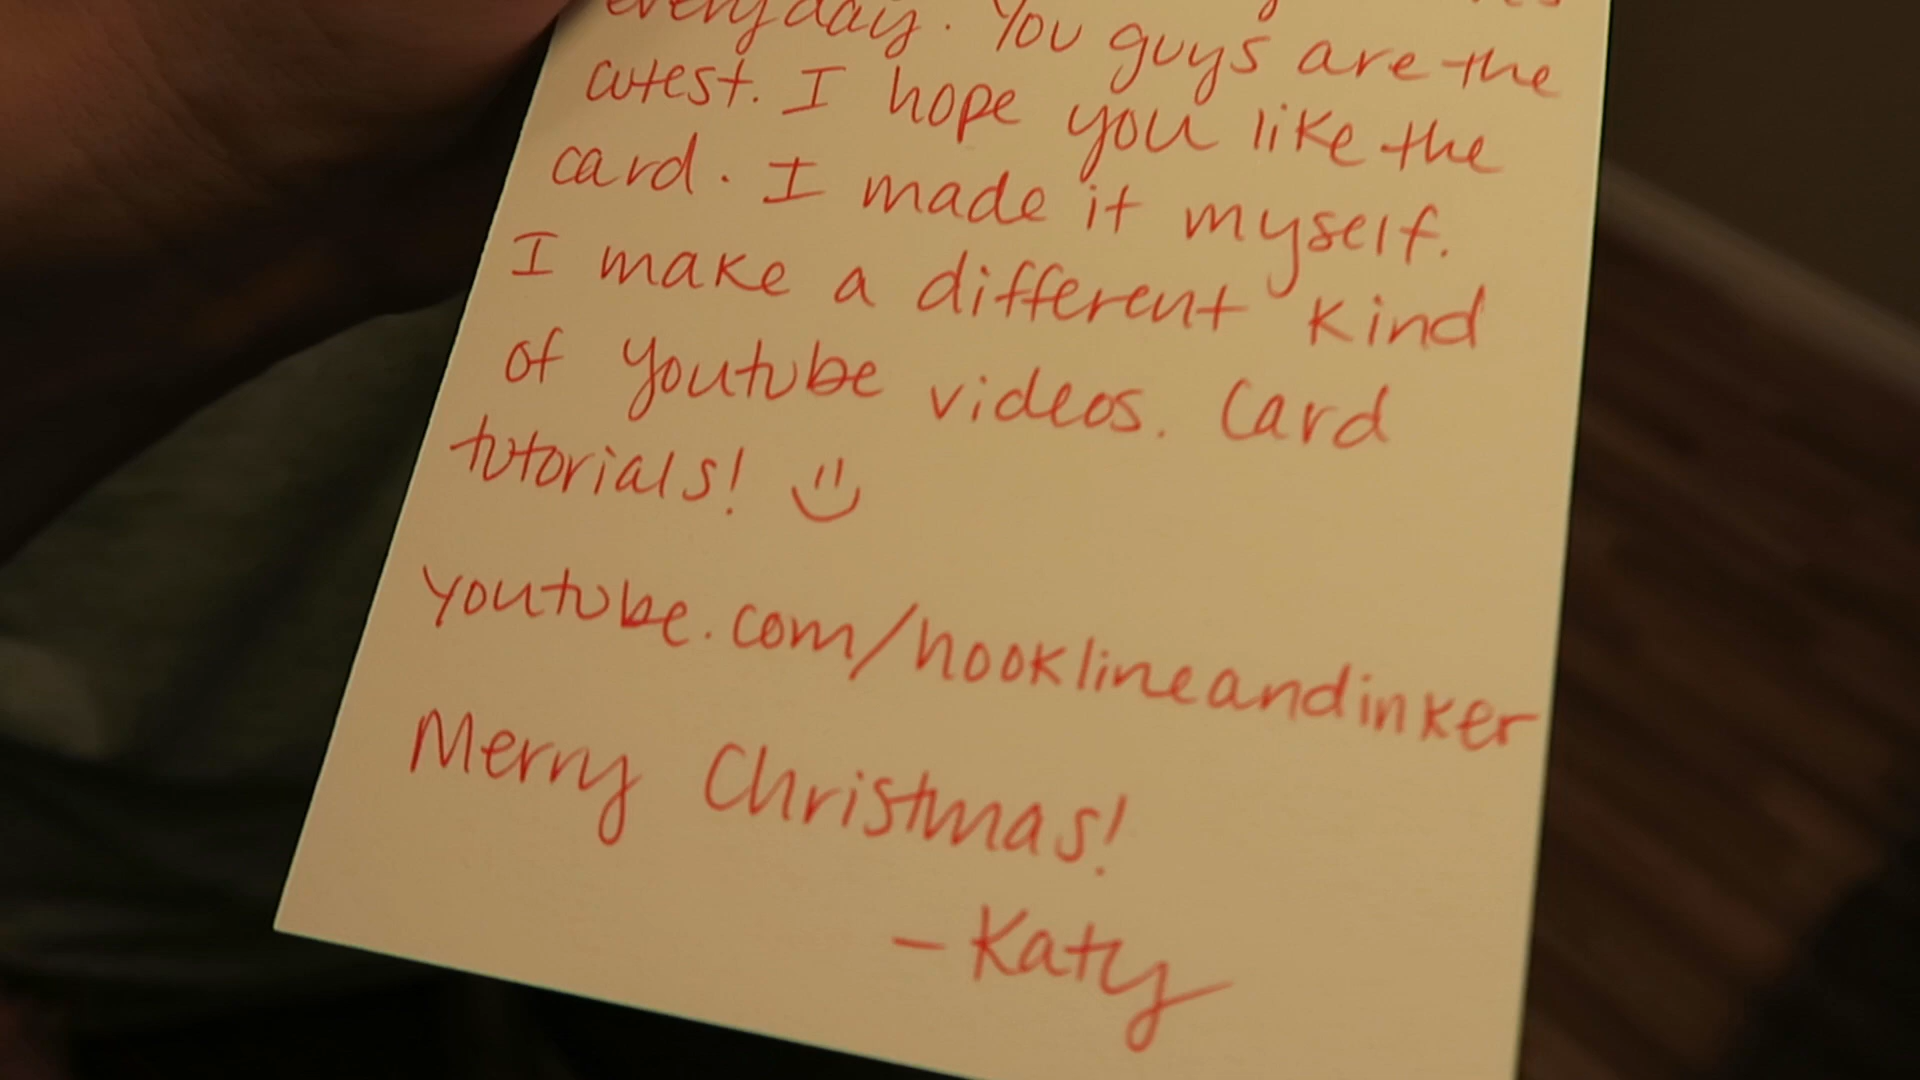 everyday. You guys are the
cutest. I hope you like the
card. I made it myself.
I make a different kind
of youtube videos. Card
tutorials! :)
youtube.com/hooklineandinker
Merry Christmas!
- Katy